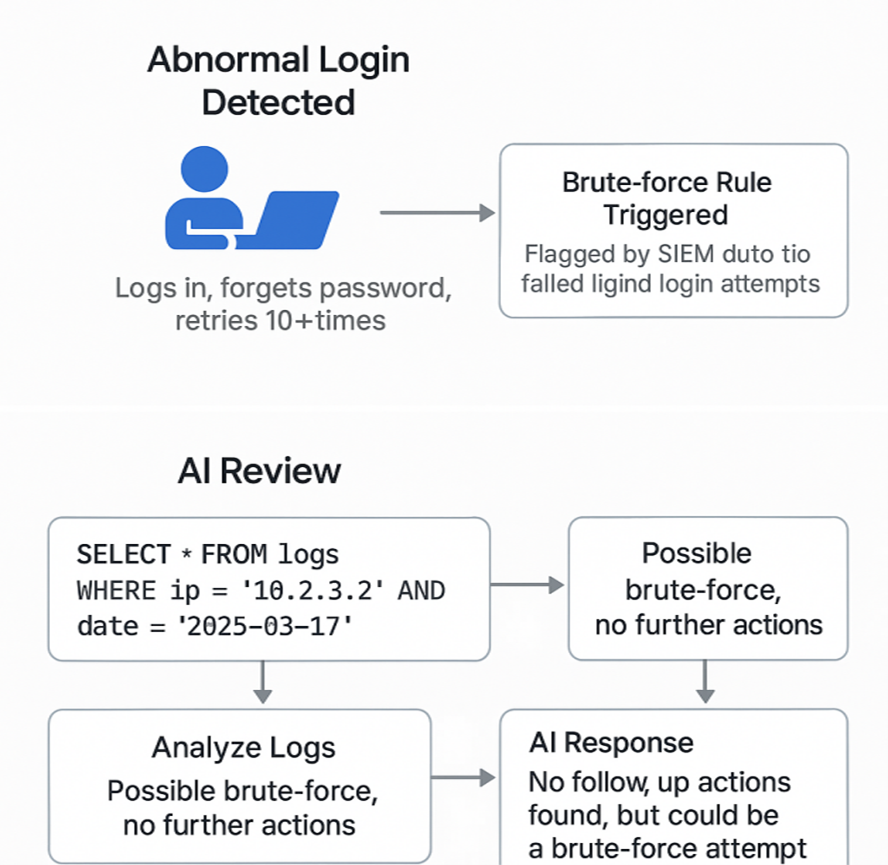 Abnormal Login
Detected
Logs in, forgets password,
retries 10+times
Brute-force Rule
Triggered
Flagged by SIEM duto tio
falled ligind login attempts
AI Review
SELECT * FROM logs
WHERE ip = '10.2.3.2' AND
date = '2025-03-17'
Possible
brute-force,
no further actions
Analyze Logs
Possible brute-force,
no further actions
AI Response
No follow, up actions
found, but could be
a brute-force attempt